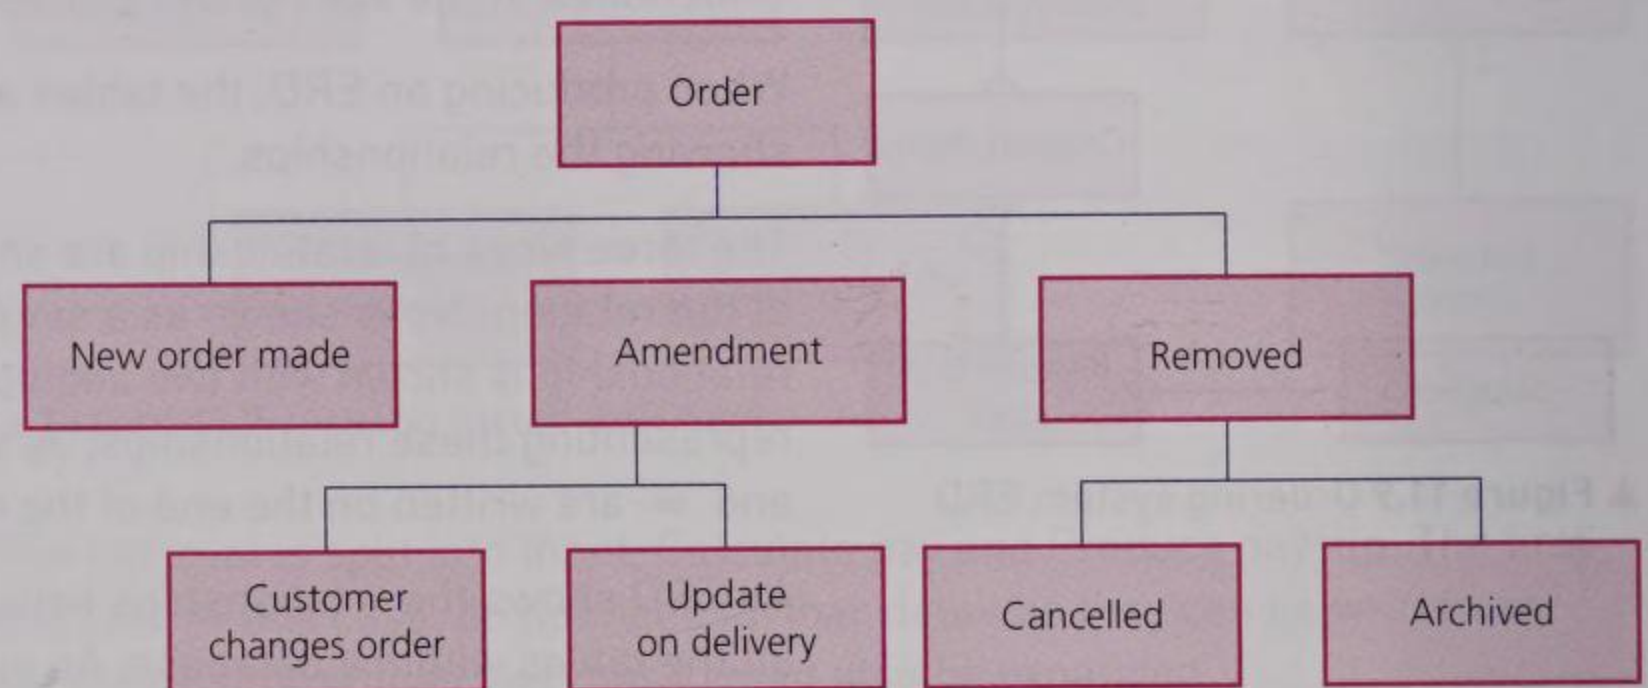 Order
New order made
Amendment
Removed
Customer
changes order
Update
on delivery
Cancelled
Archived